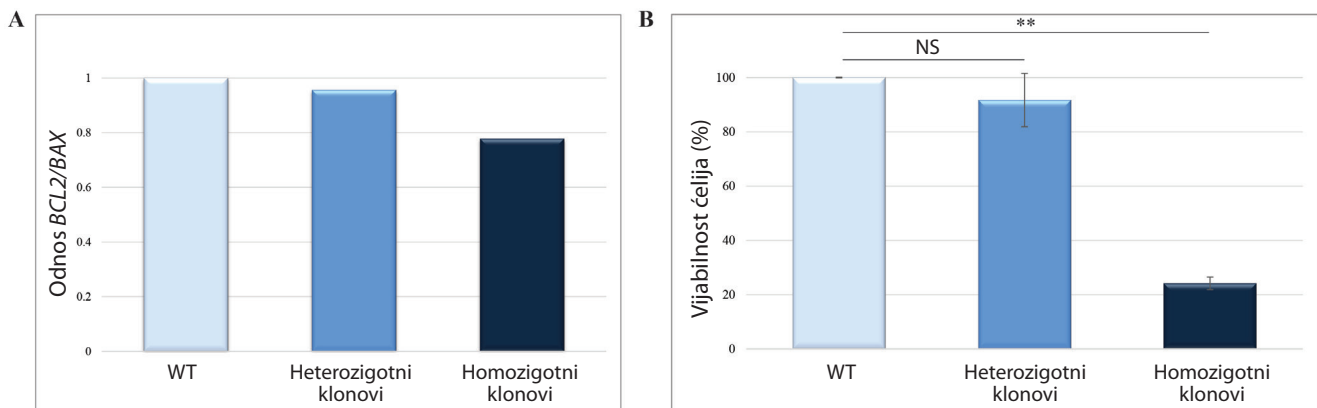 A
Odnos BCL2/BAX
1
0.8
0.6
0.4
0.2
0
WT
Heterozigotni
klonovi
Homozigotni
klonovi
B
**
NS
Vijabilnost ćelija (%)
100
80
60
40
20
0
WT
Heterozigotni
klonovi
Homozigotni
klonovi